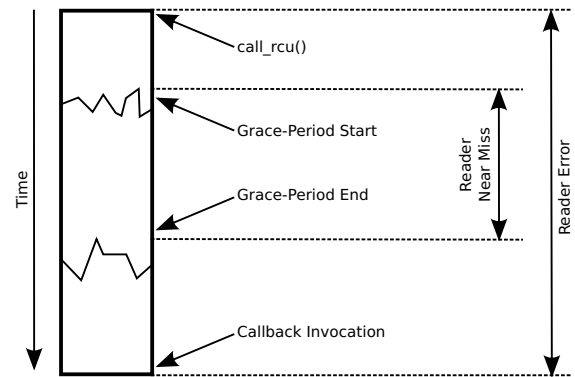 call_rcu()
Grace-Period Start
Grace-Period End
Callback Invocation
Time
Reader
Near Miss
Reader Error